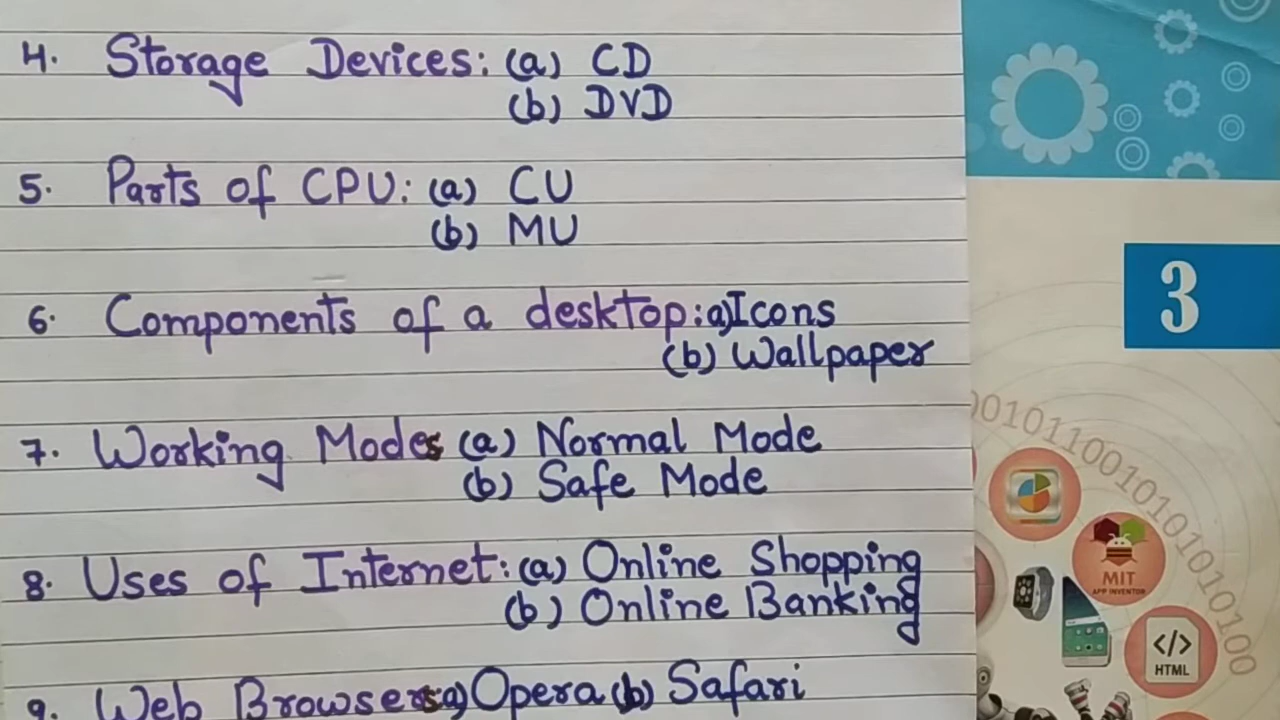 4. Storage Devices: (a) CD
(b) DVD
5. Parts of CPU: (a) CU
(b) MU
6. Components of a desktop: a) Icons
(b) Wallpaper
7. Working Modes (a) Normal Mode
(b) Safe Mode
8. Uses of Internet: (a) Online Shopping
(b) Online Banking
9. Web Browsers a) Opera (b) Safari
3
00101100101010101010100
MIT
APP INVENTOR
</>
HTML